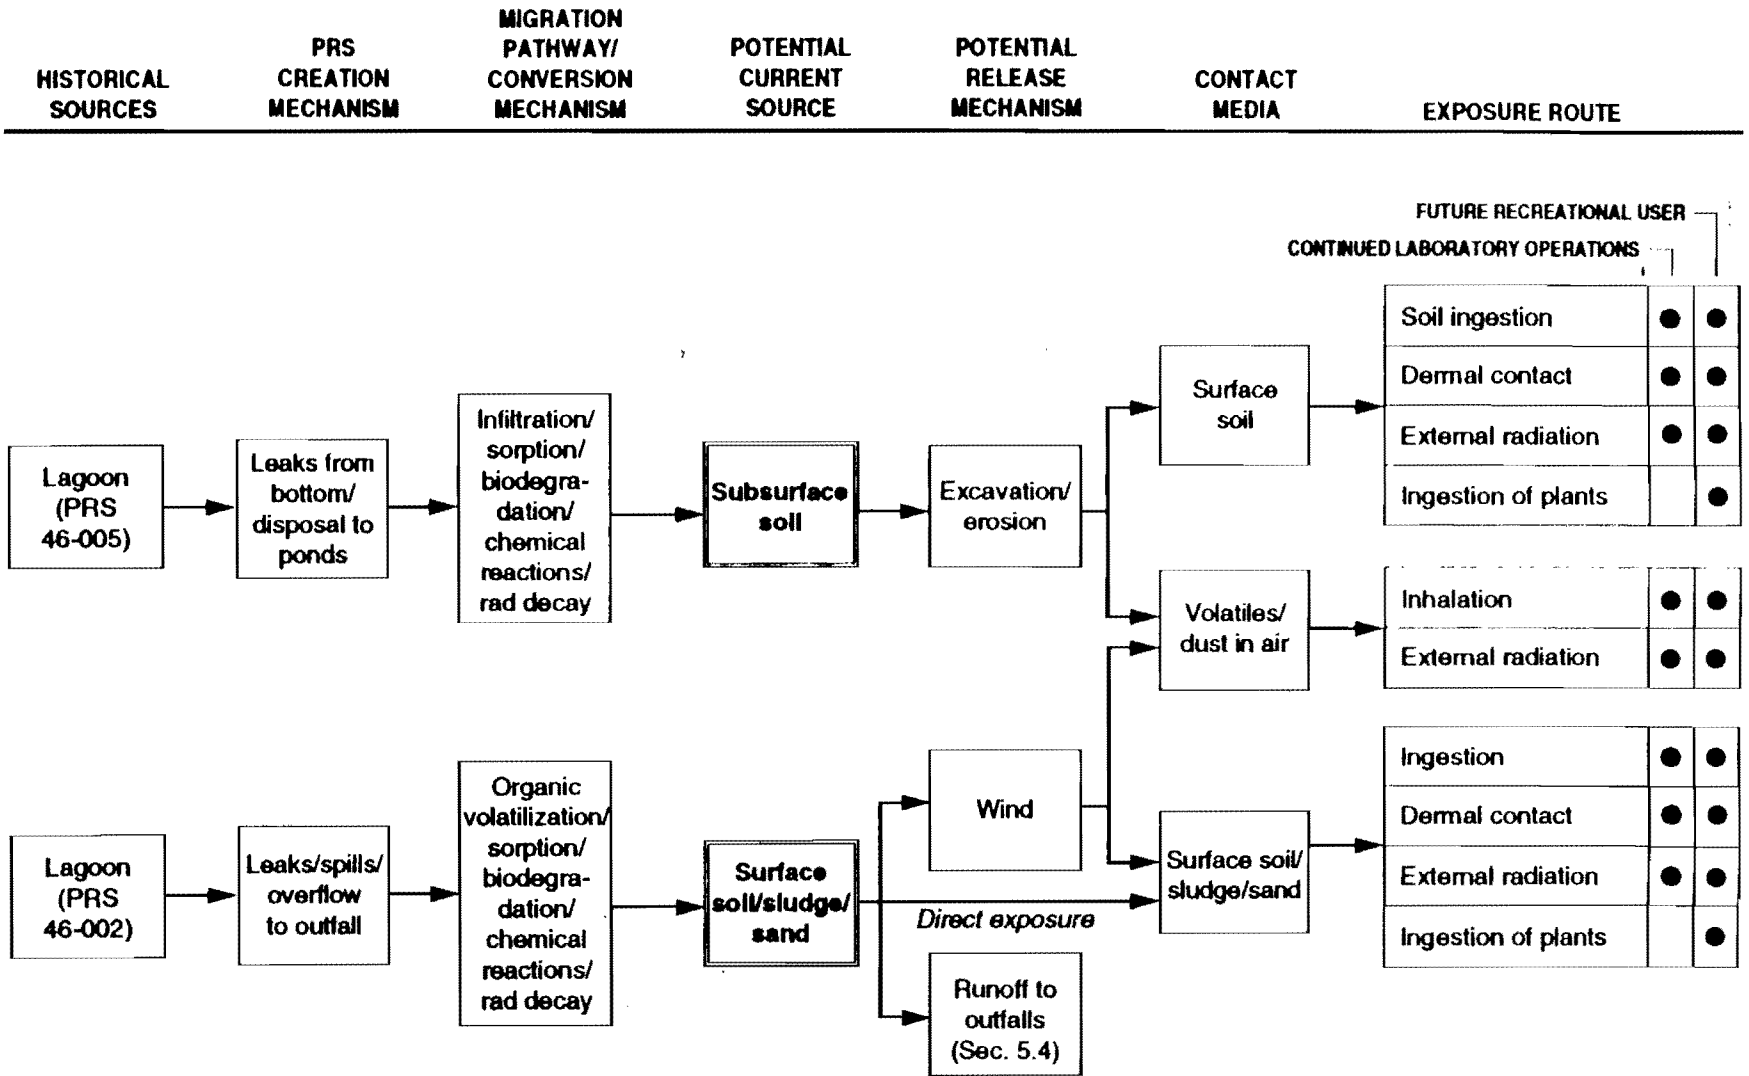 HISTORICAL
SOURCES
PRS
CREATION
MECHANISM
MIGRATION
PATHWAY/
CONVERSION
MECHANISM
POTENTIAL
CURRENT
SOURCE
POTENTIAL
RELEASE
MECHANISM
CONTACT
MEDIA
EXPOSURE ROUTE
FUTURE RECREATIONAL USER
CONTINUED LABORATORY OPERATIONS
Lagoon
(PRS
46-005)
Leaks from
bottom/
disposal to
ponds
Infiltration/
sorption/
biodegra-
dation/
chemical
reactions/
rad decay
Subsurface
soil
Excavation/
erosion
Surface
soil
Soil ingestion
Dermal contact
External radiation
Ingestion of plants
Volatiles/
dust in air
Inhalation
External radiation
Lagoon
(PRS
46-002)
Leaks/spills/
overflow
to outfall
Organic
volatilization/
sorption/
biodegra-
dation/
chemical
reactions/
rad decay
Surface
soil/sludge/
sand
Wind
Direct exposure
Runoff to
outfalls
(Sec. 5.4)
Surface soil/
sludge/sand
Ingestion
Dermal contact
External radiation
Ingestion of plants